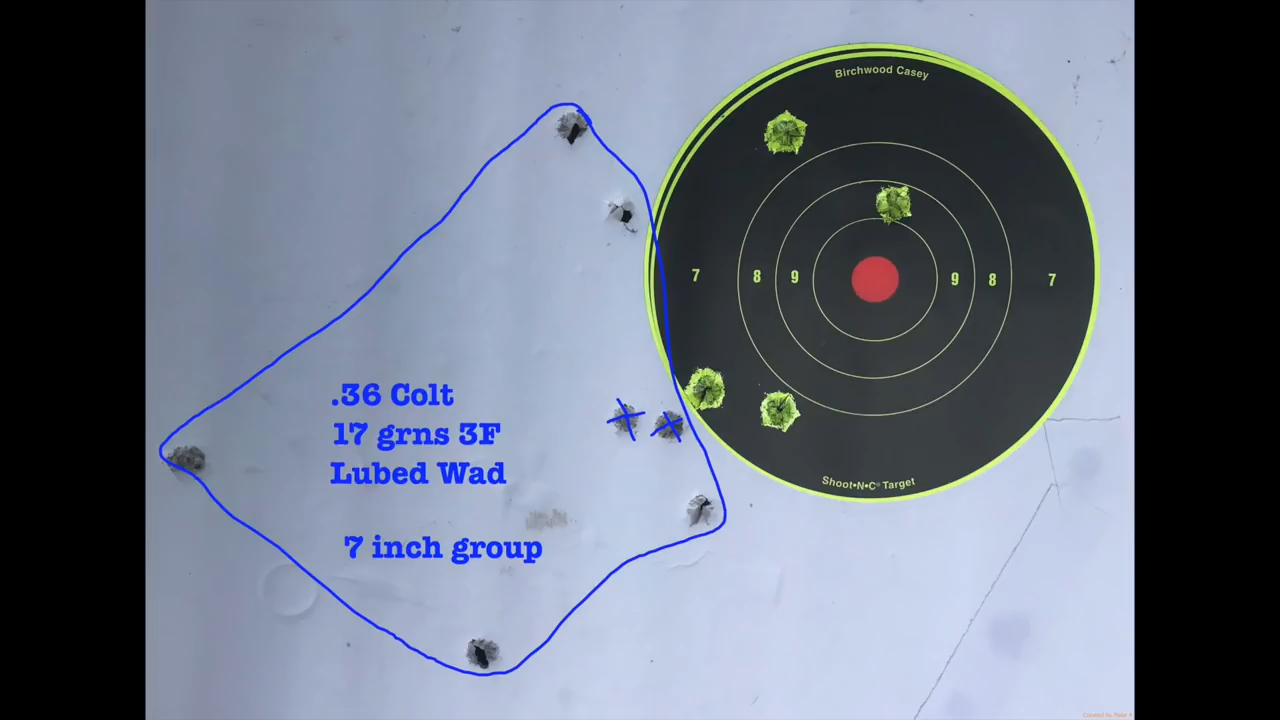 Birchwood Casey
7 8 9 9 8 7
.36 Colt
17 grns 3F
Lubed Wad
7 inch group
Shoot•N•C® Target